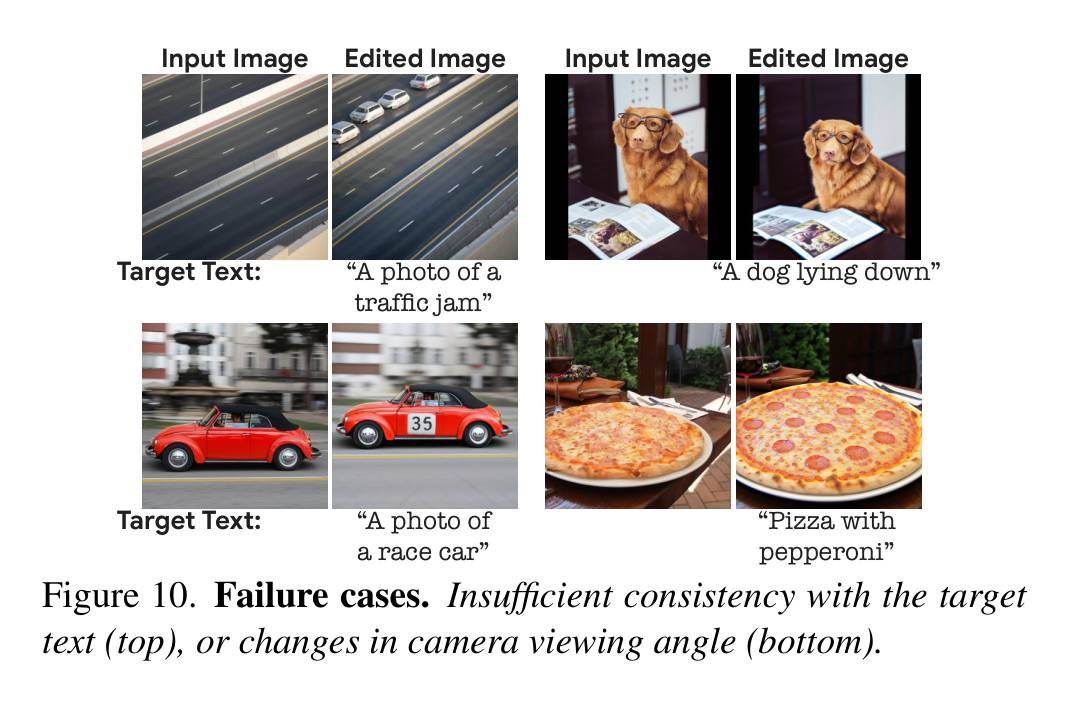 Input Image Edited Image Input Image Edited Image
Target Text: “A photo of a “A dog lying down”
traffic jam”
35
Target Text: “A photo of “Pizza with
a race car” pepperoni”
Figure 10. Failure cases. Insufficient consistency with the target
text (top), or changes in camera viewing angle (bottom).